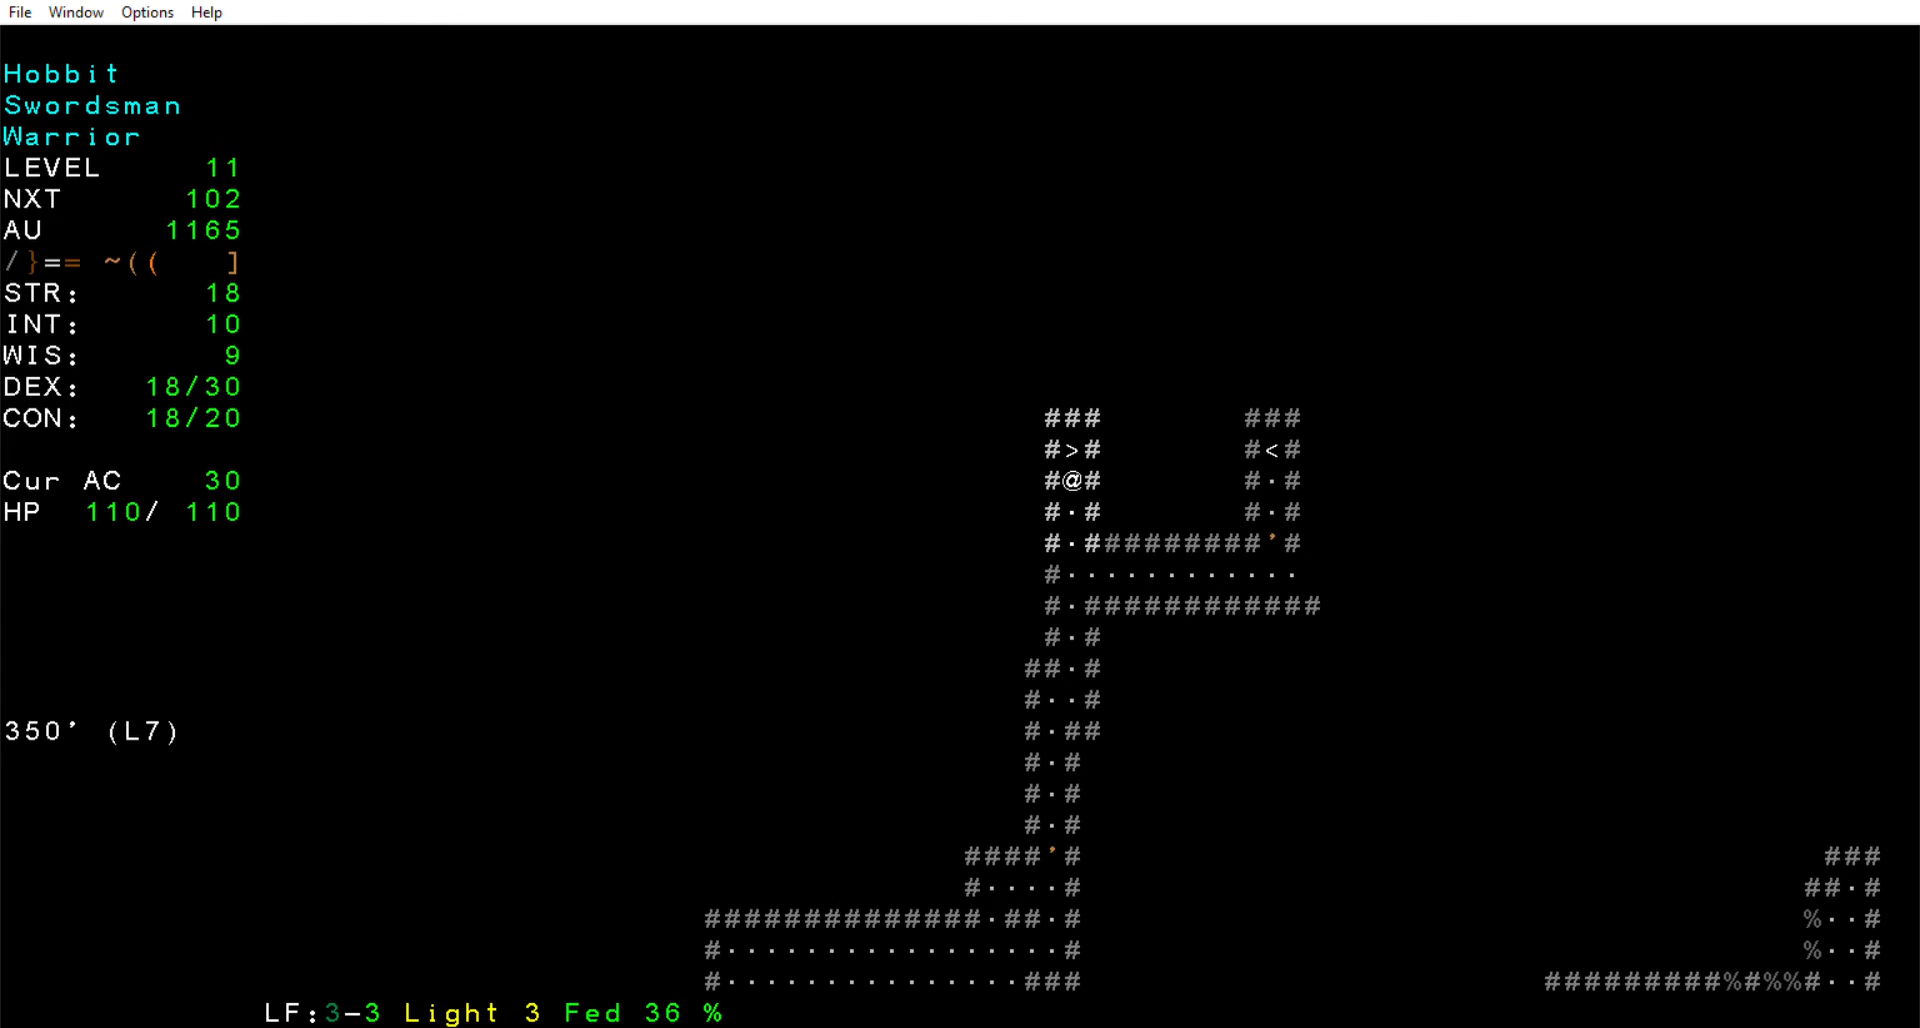 File Window Options Help
Hobbit
Swordsman
Warrior
LEVEL 11
NXT 102
AU 1165
/}== ~(( ]
STR: 18
INT: 10
WIS: 9
DEX: 18/30
CON: 18/20
### ###
#># #<#
Cur AC 30 #@# #·#
HP 110/ 110 #·# #·#
#·#########'#
#············
#·############
#·#
##·#
#··#
350' (L7) #·##
#·#
#·#
#·#
####'# ###
#····# ##·#
##############·##·# %··#
#·················# %··#
#···············### #########%#%%#··#
LF:3-3 Light 3 Fed 36 %